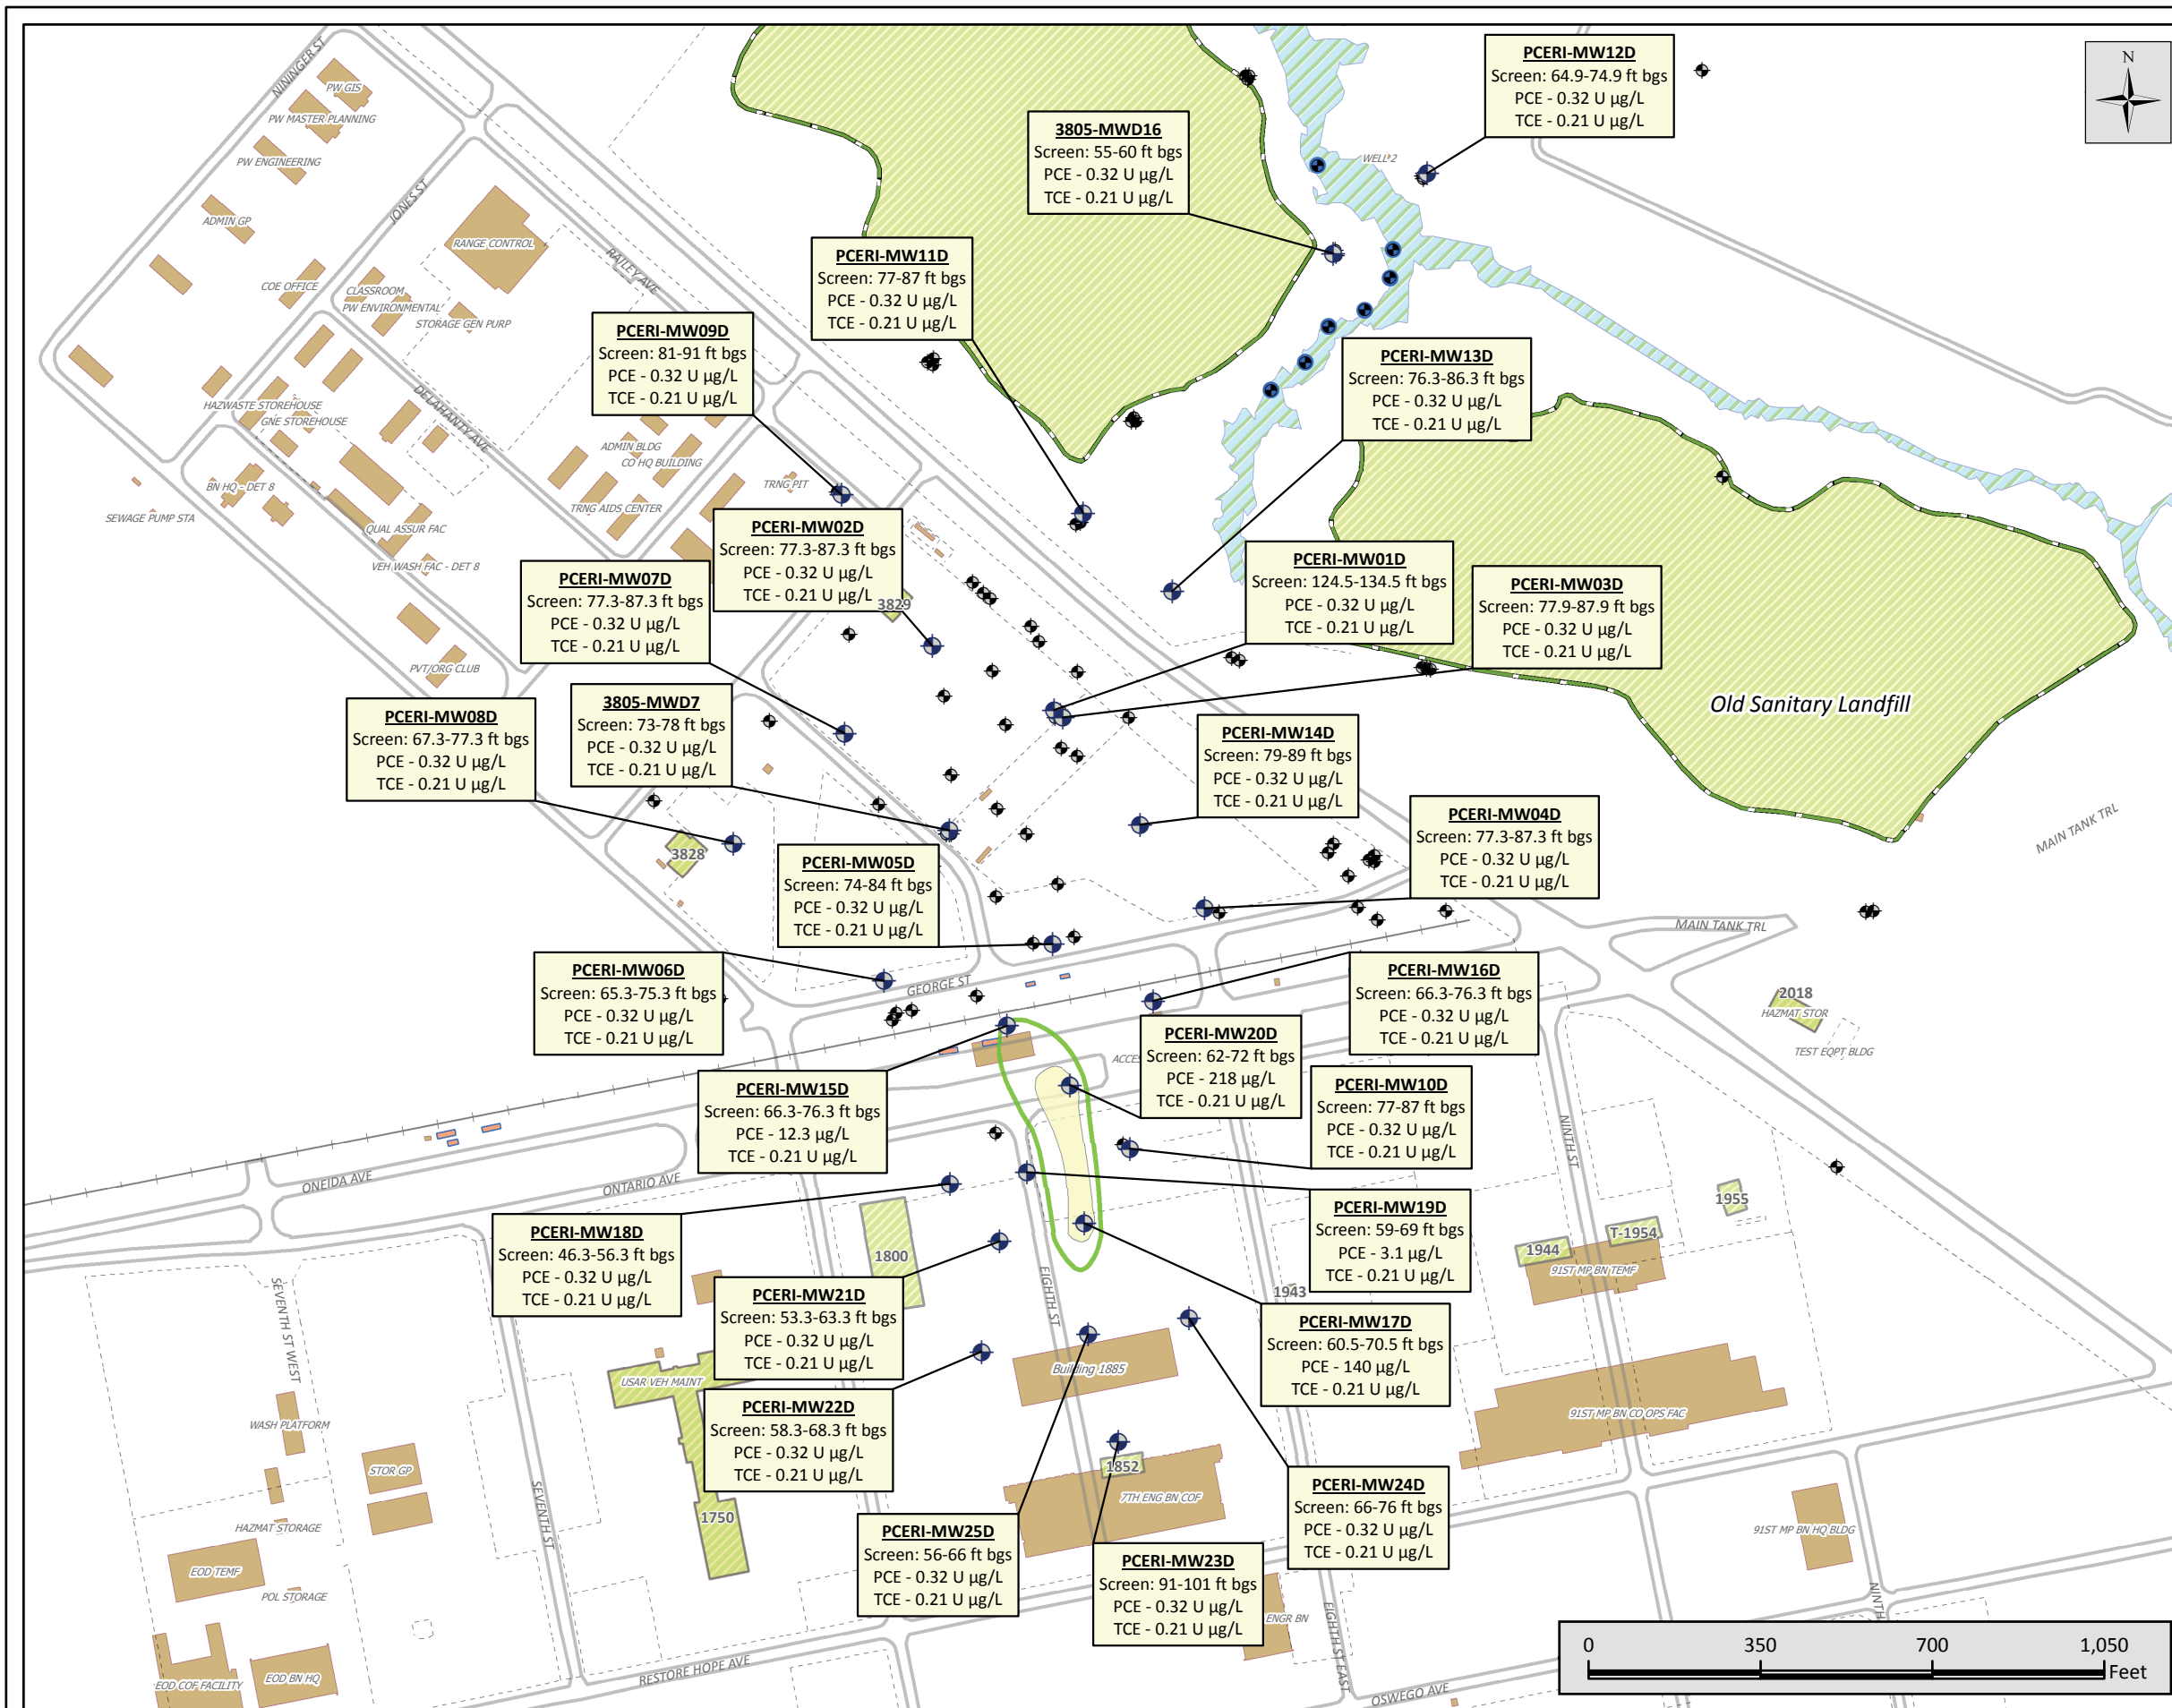 PCERI-MW12D
Screen: 64.9-74.9 ft bgs
PCE - 0.32 U µg/L
TCE - 0.21 U µg/L
N
3805-MWD16
Screen: 55-60 ft bgs
PCE - 0.32 U µg/L
TCE - 0.21 U µg/L
WELL 2
PCERI-MW11D
Screen: 77-87 ft bgs
PCE - 0.32 U µg/L
TCE - 0.21 U µg/L
PCERI-MW09D
Screen: 81-91 ft bgs
PCE - 0.32 U µg/L
TCE - 0.21 U µg/L
PCERI-MW13D
Screen: 76.3-86.3 ft bgs
PCE - 0.32 U µg/L
TCE - 0.21 U µg/L
NININGER ST
PW GIS
PW MASTER PLANNING
PW ENGINEERING
JONES ST
ADMIN GP
RANGE CONTROL
RAILEY AVE
COE OFFICE
CLASSROOM
PW ENVIRONMENTAL
STORAGE GEN PURP
HAZWASTE STOREHOUSE
GNE STOREHOUSE
DELAHANTY AVE
ADMIN BLDG
CO HQ BUILDING
TRNG PIT
BN HQ - DET 8
SEWAGE PUMP STA
TRNG AIDS CENTER
QUAL ASSUR FAC
VEH WASH FAC - DET 8
PVT/ORG CLUB
PCERI-MW02D
Screen: 77.3-87.3 ft bgs
PCE - 0.32 U µg/L
TCE - 0.21 U µg/L
3829
PCERI-MW07D
Screen: 77.3-87.3 ft bgs
PCE - 0.32 U µg/L
TCE - 0.21 U µg/L
PCERI-MW01D
Screen: 124.5-134.5 ft bgs
PCE - 0.32 U µg/L
TCE - 0.21 U µg/L
PCERI-MW03D
Screen: 77.9-87.9 ft bgs
PCE - 0.32 U µg/L
TCE - 0.21 U µg/L
Old Sanitary Landfill
PCERI-MW08D
Screen: 67.3-77.3 ft bgs
PCE - 0.32 U µg/L
TCE - 0.21 U µg/L
3805-MWD7
Screen: 73-78 ft bgs
PCE - 0.32 U µg/L
TCE - 0.21 U µg/L
PCERI-MW14D
Screen: 79-89 ft bgs
PCE - 0.32 U µg/L
TCE - 0.21 U µg/L
PCERI-MW04D
Screen: 77.3-87.3 ft bgs
PCE - 0.32 U µg/L
TCE - 0.21 U µg/L
MAIN TANK TRL
3828
PCERI-MW05D
Screen: 74-84 ft bgs
PCE - 0.32 U µg/L
TCE - 0.21 U µg/L
MAIN TANK TRL
PCERI-MW06D
Screen: 65.3-75.3 ft bgs
PCE - 0.32 U µg/L
TCE - 0.21 U µg/L
GEORGE ST
PCERI-MW16D
Screen: 66.3-76.3 ft bgs
PCE - 0.32 U µg/L
TCE - 0.21 U µg/L
2018
HAZMAT STOR
TEST EQPT BLDG
PCERI-MW20D
Screen: 62-72 ft bgs
PCE - 218 µg/L
TCE - 0.21 U µg/L
ACCES
PCERI-MW15D
Screen: 66.3-76.3 ft bgs
PCE - 12.3 µg/L
TCE - 0.21 U µg/L
PCERI-MW10D
Screen: 77-87 ft bgs
PCE - 0.32 U µg/L
TCE - 0.21 U µg/L
NINTH ST
ONEIDA AVE
ONTARIO AVE
PCERI-MW19D
Screen: 59-69 ft bgs
PCE - 3.1 µg/L
TCE - 0.21 U µg/L
1955
T-1954
1944
91ST MP BN TEMF
PCERI-MW18D
Screen: 46.3-56.3 ft bgs
PCE - 0.32 U µg/L
TCE - 0.21 U µg/L
1800
PCERI-MW21D
Screen: 53.3-63.3 ft bgs
PCE - 0.32 U µg/L
TCE - 0.21 U µg/L
EIGHTH ST
1943
PCERI-MW17D
Screen: 60.5-70.5 ft bgs
PCE - 140 µg/L
TCE - 0.21 U µg/L
SEVENTH ST WEST
USAR VEH MAINT
Building 1885
PCERI-MW22D
Screen: 58.3-68.3 ft bgs
PCE - 0.32 U µg/L
TCE - 0.21 U µg/L
91ST MP BN CO OPS FAC
WASH PLATFORM
STOR GP
1852
7TH ENG BN COF
PCERI-MW24D
Screen: 66-76 ft bgs
PCE - 0.32 U µg/L
TCE - 0.21 U µg/L
HAZMAT STORAGE
SEVENTH ST
1750
PCERI-MW25D
Screen: 56-66 ft bgs
PCE - 0.32 U µg/L
TCE - 0.21 U µg/L
PCERI-MW23D
Screen: 91-101 ft bgs
PCE - 0.32 U µg/L
TCE - 0.21 U µg/L
91ST MP BN HQ BLDG
EOD TEMF
POL STORAGE
ENGR BN
EIGHTH ST EAST
NINTH
EOD COF FACILITY
EOD BN HQ
RESTORE HOPE AVE
OSWEGO AVE
0 350 700 1,050
Feet